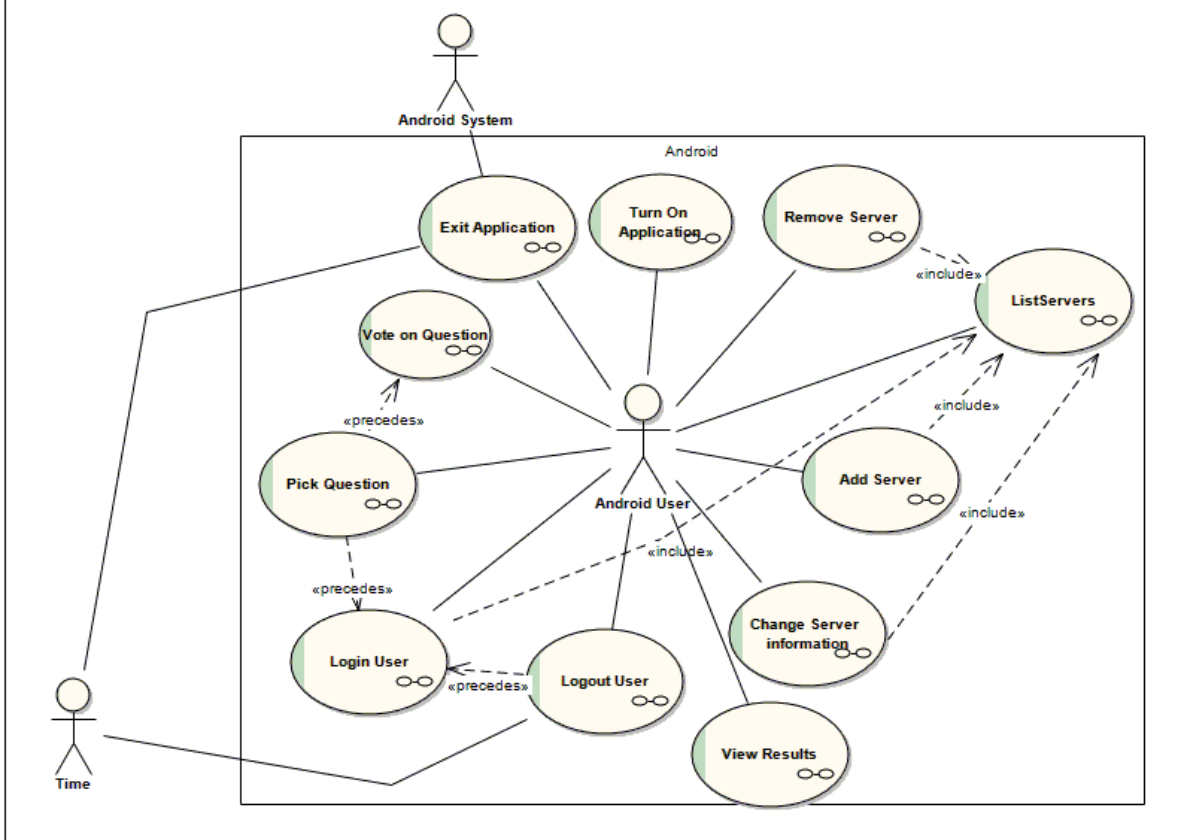 Android System
Android
Exit Application
Turn On
Application
Remove Server
«include»
ListServers
Vote on Question
«precedes»
«include»
Pick Question
Add Server
Android User
«include»
«include»
«precedes»
Change Server
information
Login User
Logout User
«precedes»
View Results
Time